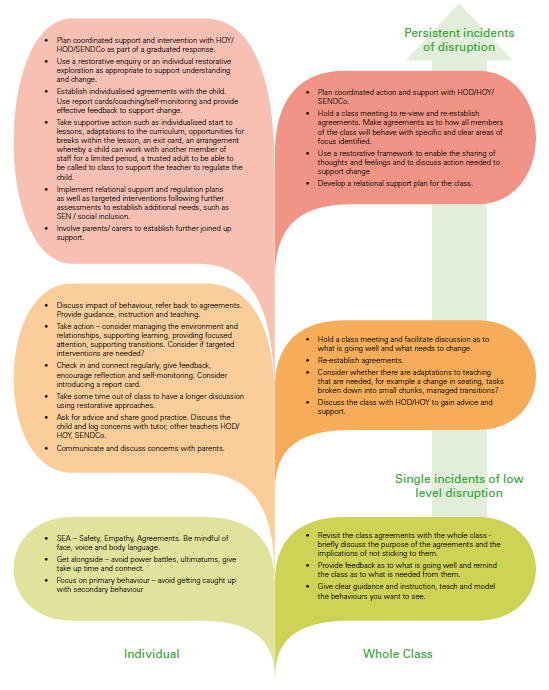 Persistent incidents
of disruption
• Plan coordinated support and intervention with HOY/
HOD/SENDCo as part of a graduated response.
• Use a restorative enquiry or an individual restorative
exploration as appropriate to support understanding
and change.
• Establish individualised agreements with the child.
Use report cards/coaching/self-monitoring and provide
effective feedback to support change.
• Take supportive action such as individualised start to
lessons, adaptations to the curriculum, opportunities for
breaks within the lesson, an exit card, an arrangement
whereby a child can work with another member of
staff for a limited period, a trusted adult to be able to
be called to class to support the teacher to regulate the
child.
• Implement relational support and regulation plans
as well as targeted interventions following further
assessments to establish additional needs, such as
SEN / social inclusion.
• Involve parents/ carers to establish further joined up
support.
• Plan coordinated action and support with HOD/HOY/
SENDCo.
• Hold a class meeting to re-view and re-establish
agreements. Make agreements as to how all members
of the class will behave with specific and clear areas of
focus identified.
• Use a restorative framework to enable the sharing of
thoughts and feelings and to discuss action needed to
support change
• Develop a relational support plan for the class.
• Discuss impact of behaviour, refer back to agreements.
Provide guidance, instruction and teaching.
• Take action – consider managing the environment and
relationships, supporting learning, providing focused
attention, supporting transitions. Consider if targeted
interventions are needed?
• Check in and connect regularly, give feedback,
encourage reflection and self-monitoring. Consider
introducing a report card.
• Take some time out of class to have a longer discussion
using restorative approaches.
• Ask for advice and share good practice. Discuss the
child and log concerns with tutor, other teachers HOD/
HOY, SENDCo.
• Communicate and discuss concerns with parents.
• Hold a class meeting and facilitate discussion as to
what is going well and what needs to change.
• Re-establish agreements.
• Consider whether there are adaptations to teaching
that are needed, for example a change in seating, tasks
broken down into small chunks, managed transitions?
• Discuss the class with HOD/HOY to gain advice and
support.
Single incidents of low
level disruption
• SEA – Safety, Empathy, Agreements. Be mindful of
face, voice and body language.
• Get alongside – avoid power battles, ultimatums, give
take up time and connect.
• Focus on primary behaviour – avoid getting caught up
with secondary behaviour
• Revisit the class agreements with the whole class -
briefly discuss the purpose of the agreements and the
implications of not sticking to them.
• Provide feedback as to what is going well and remind
the class as to what is needed from them.
• Give clear guidance and instruction, teach and model
the behaviours you want to see.
Individual
Whole Class